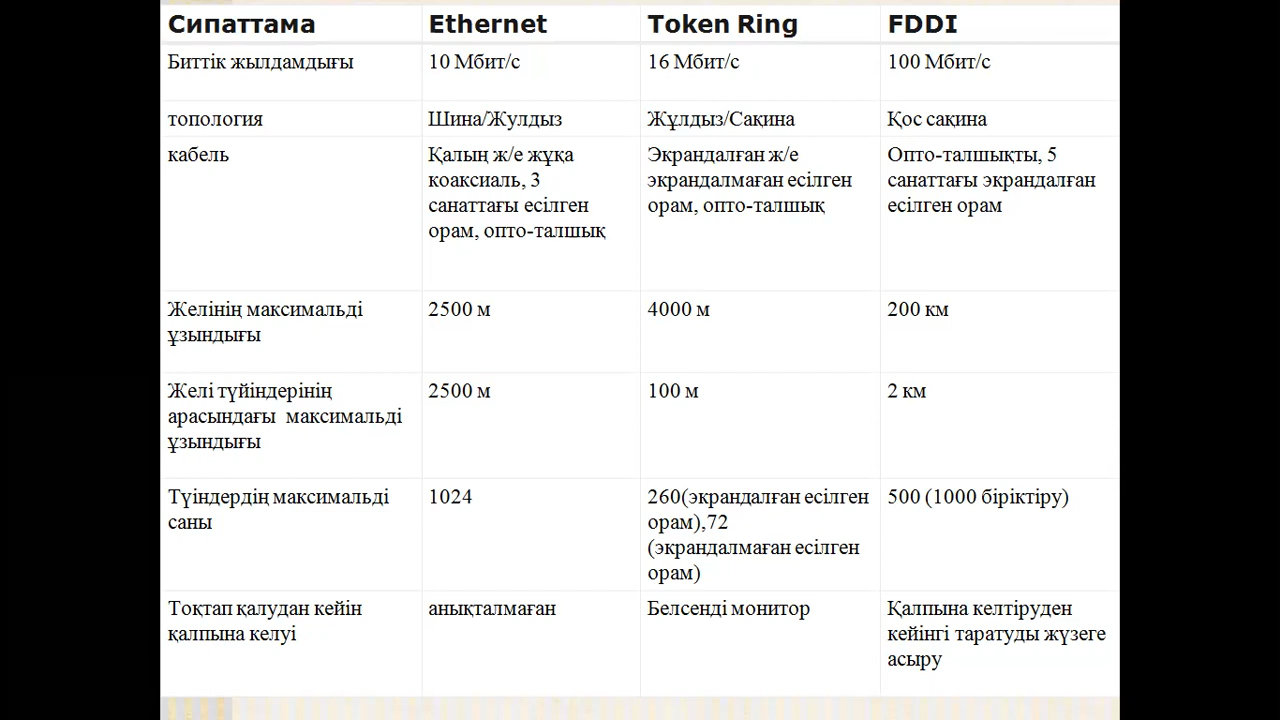 Сипаттама Ethernet Token Ring FDDI
Биттік жылдамдығы 10 Мбит/с 16 Мбит/с 100 Мбит/с
топология Шина/Жулдыз Жұлдыз/Сақина Қос сақина
кабель
Қалың ж/е жұқа
коаксиаль, 3
санаттағы есілген
орам, опто-талшық
Экрандалған ж/е
экрандалмаған есілген
орам, опто-талшық
Опто-талшықты, 5
санаттағы экрандалған
есілген орам
Желінің максимальді
ұзындығы
2500 м
4000 м
200 км
Желі түйіндерінің
арасындағы максимальді
ұзындығы
2500 м
100 м
2 км
Түіндердің максимальді
саны
1024
260(экрандалған есілген
орам),72
(экрандалмаған есілген
орам)
500 (1000 біріктіру)
Тоқтап қалудан кейін
қалпына келуі
анықталмаған
Белсенді монитор
Қалпына келтіруден
кейінгі таратуды жүзеге
асыру